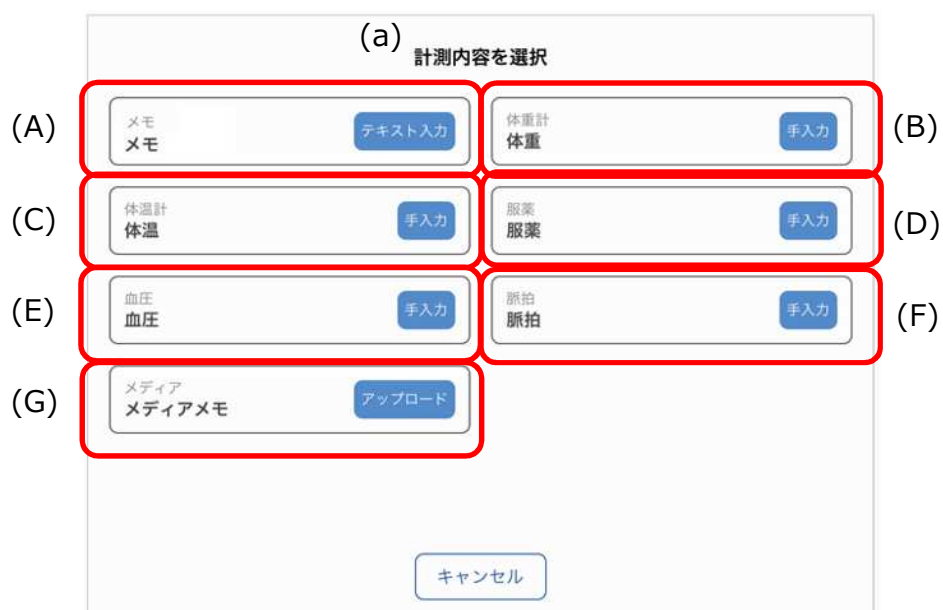 (a)
計測内容を選択
(A)
メモ
メモ
テキスト入力
体重計
体重
手入力
(B)
(C)
体温計
体温
手入力
服薬
服薬
手入力
(D)
(E)
血圧
血圧
手入力
脈拍
脈拍
手入力
(F)
(G)
メディア
メディアメモ
アップロード
キャンセル